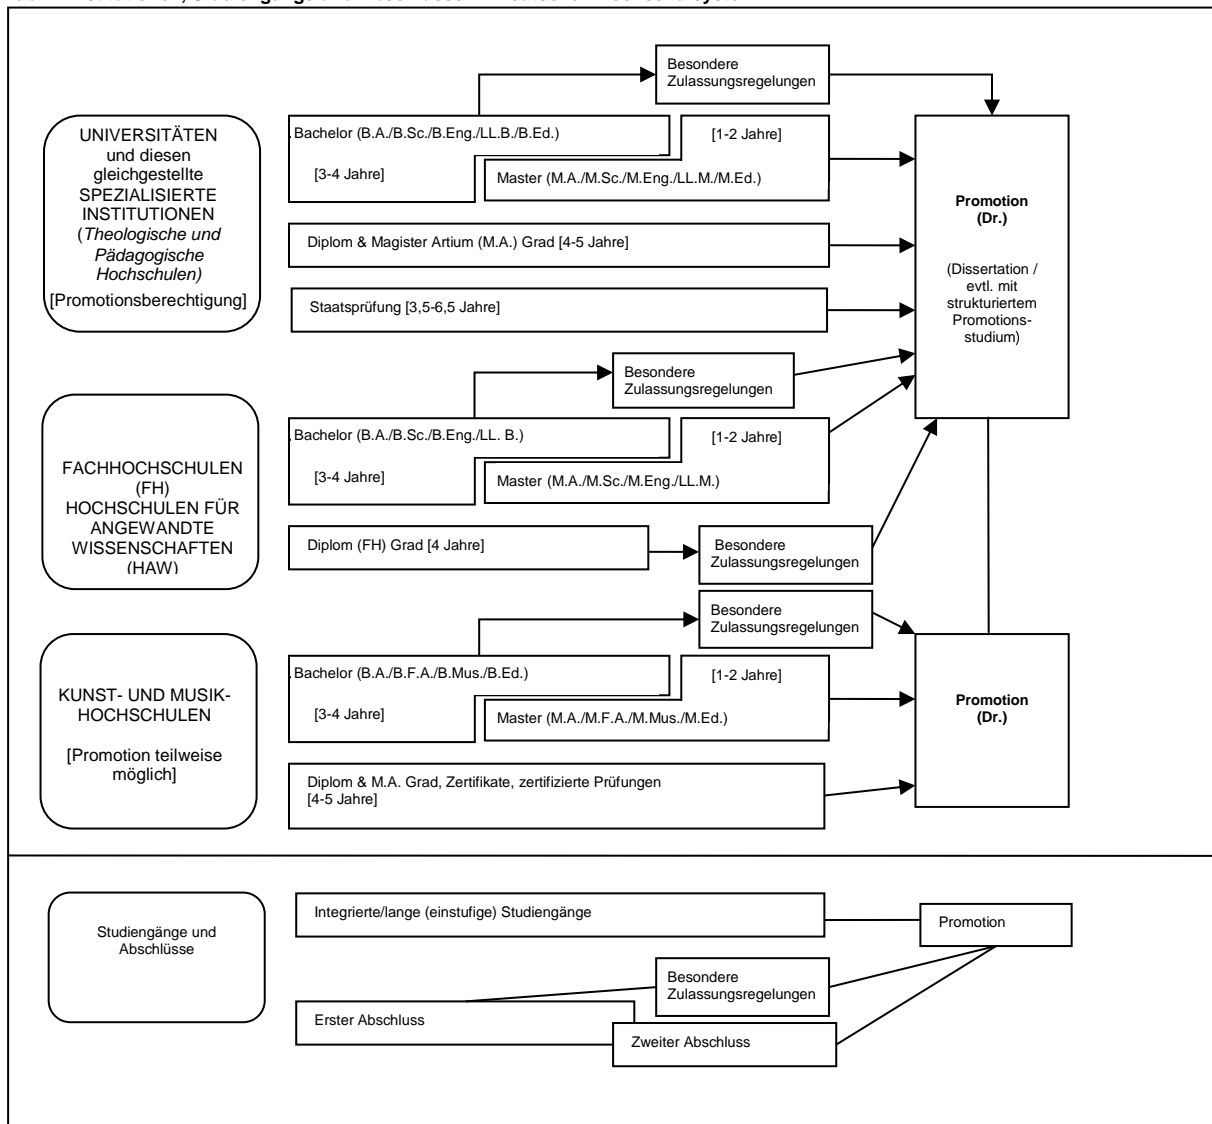 Besondere
Zulassungsregelungen
UNIVERSITÄTEN
und diesen
gleichgestellte
SPEZIALISIERTE
INSTITUTIONEN
(Theologische und
Pädagogische
Hochschulen)
[Promotionsberechtigung]
Bachelor (B.A./B.Sc./B.Eng./LL.B./B.Ed.)
[1-2 Jahre]
[3-4 Jahre]
Master (M.A./M.Sc./M.Eng./LL.M./M.Ed.)
Diplom & Magister Artium (M.A.) Grad [4-5 Jahre]
Staatsprüfung [3,5-6,5 Jahre]
Promotion
(Dr.)
(Dissertation /
evtl. mit
strukturiertem
Promotions-
studium)
Besondere
Zulassungsregelungen
FACHHOCHSCHULEN
(FH)
HOCHSCHULEN FÜR
ANGEWANDTE
WISSENSCHAFTEN
(HAW)
Bachelor (B.A./B.Sc./B.Eng./LL. B.)
[1-2 Jahre]
[3-4 Jahre]
Master (M.A./M.Sc./M.Eng./LL.M.)
Diplom (FH) Grad [4 Jahre]
Besondere
Zulassungsregelungen
Besondere
Zulassungsregelungen
KUNST- UND MUSIK-
HOCHSCHULEN
[Promotion teilweise
möglich]
Bachelor (B.A./B.F.A./B.Mus./B.Ed.)
[1-2 Jahre]
[3-4 Jahre]
Master (M.A./M.F.A./M.Mus./M.Ed.)
Promotion
(Dr.)
Diplom & M.A. Grad, Zertifikate, zertifizierte Prüfungen
[4-5 Jahre]
Studiengänge und
Abschlüsse
Integrierte/lange (einstufige) Studiengänge
Promotion
Besondere
Zulassungsregelungen
Erster Abschluss
Zweiter Abschluss